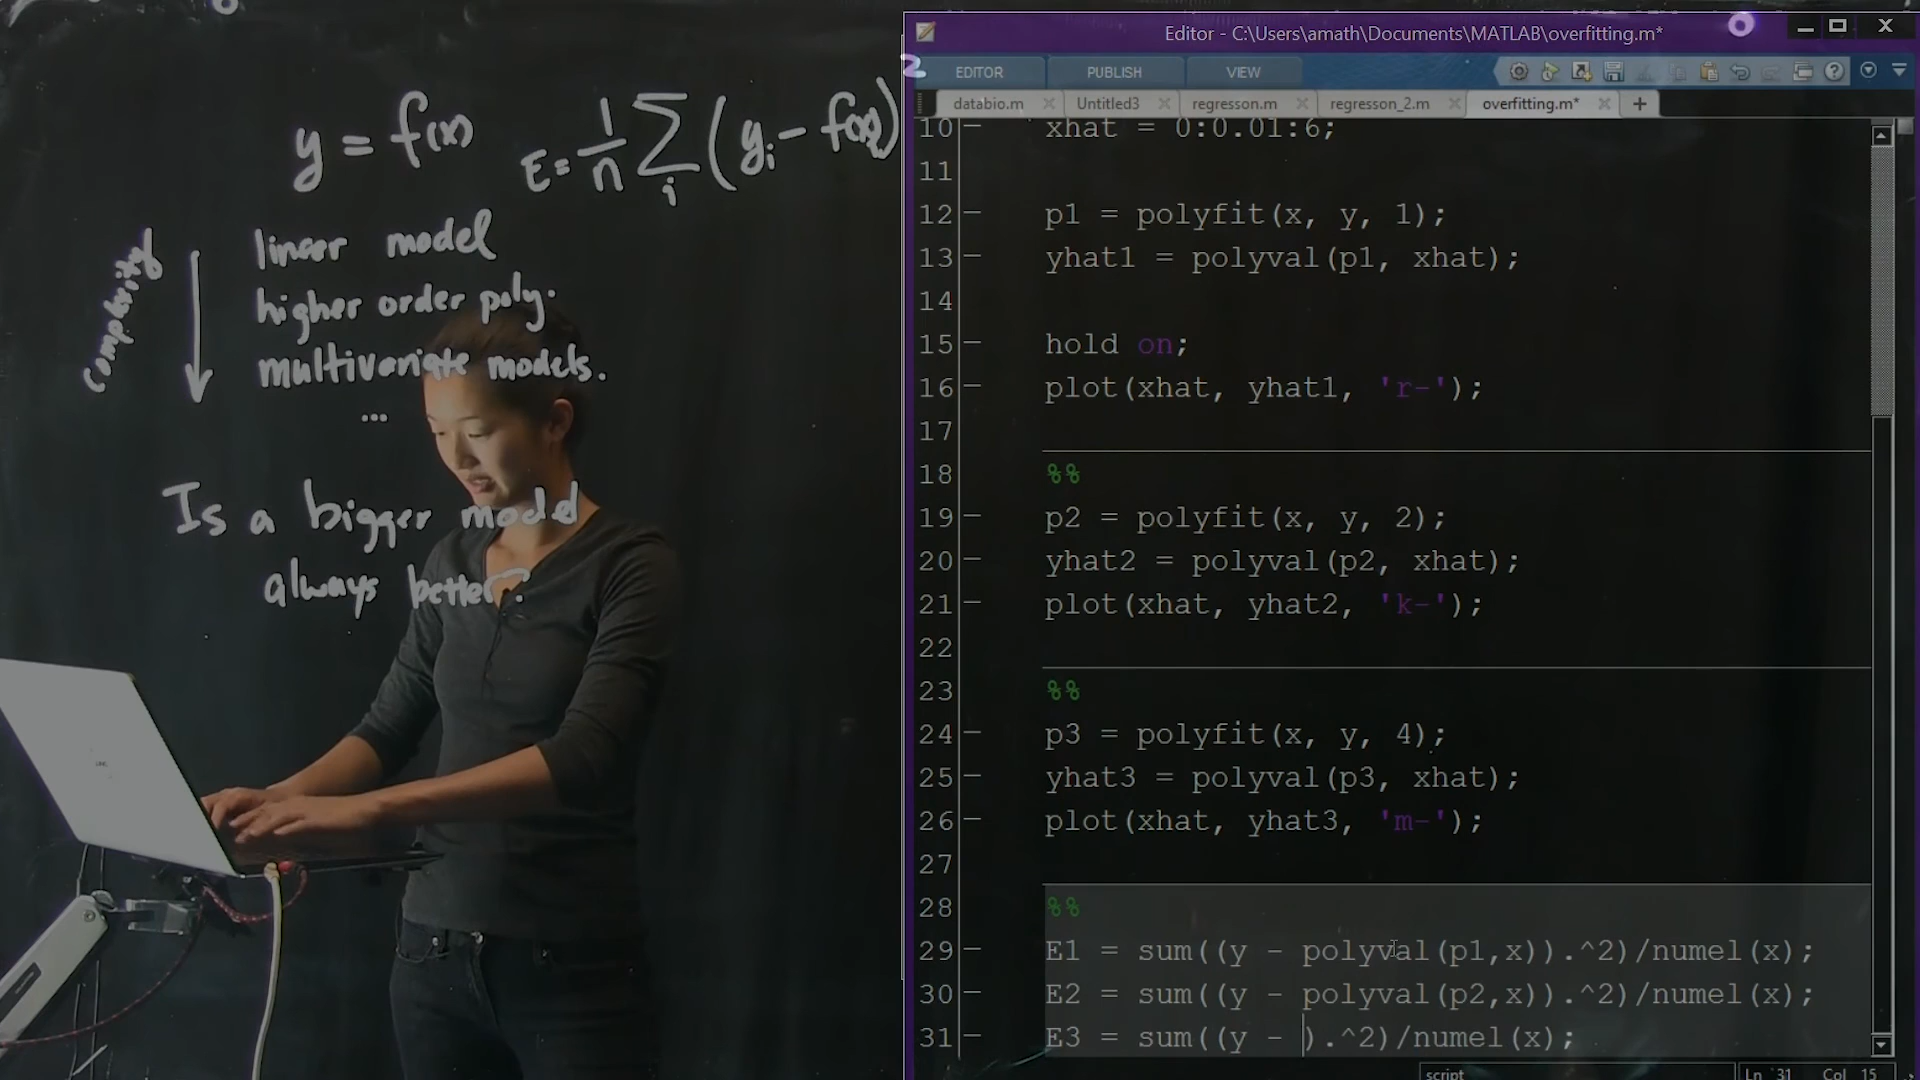 y = f(x)
E = 1/n Σ i (yi - f(x)
complexity
linear model
higher order poly.
multivariate models.
...
Is a bigger model
always better?
2
Editor - C:\Users\amath\Documents\MATLAB\overfitting.m*
EDITOR PUBLISH VIEW
databio.m Untitled3 regresson.m regresson_2.m overfitting.m*
10 xhat = 0:0.01:6;
11
12 p1 = polyfit(x, y, 1);
13 yhat1 = polyval(p1, xhat);
14
15 hold on;
16 plot(xhat, yhat1, 'r-');
17
18 %%
19 p2 = polyfit(x, y, 2);
20 yhat2 = polyval(p2, xhat);
21 plot(xhat, yhat2, 'k-');
22
23 %%
24 p3 = polyfit(x, y, 4);
25 yhat3 = polyval(p3, xhat);
26 plot(xhat, yhat3, 'm-');
27
28 %%
29 E1 = sum((y - polyval(p1,x)).^2)/numel(x);
30 E2 = sum((y - polyval(p2,x)).^2)/numel(x);
31 E3 = sum((y - ).^2)/numel(x);
script Ln 31 Col 15